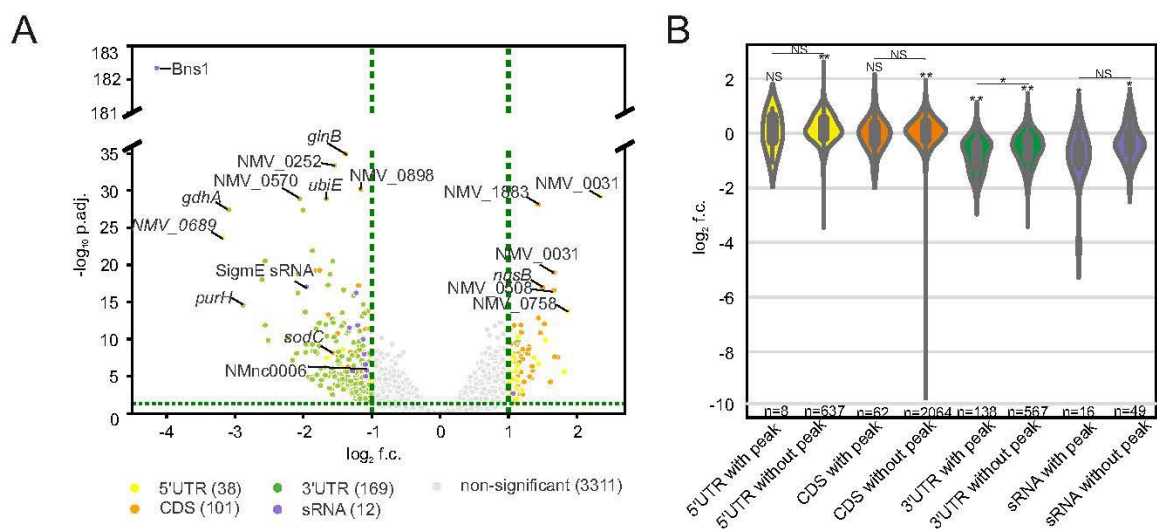 A
183
182
181
35
30
25
20
15
10
5
0
-log₁₀ p.adj.
Bns1
glnB
NMV_0252
NMV_0570
ubiE
NMV_0898
gdhA
NMV_0689
NMV_1883
NMV_0031
SigmE sRNA
NMV_0031
NMV_0508
NMV_0758
purH
sodC
NMnc0006
-4 -3 -2 -1 0 1 2
log₂ f.c.
5'UTR (38) 3'UTR (169) non-significant (3311)
CDS (101) sRNA (12)
B
NS NS * NS
NS ** NS ** ** ** * *
2
0
-2
-4
-6
-8
-10
log₂ f.c.
n=8 n=637 n=62 n=2064 n=138 n=567 n=16 n=49
5'UTR with peak
5'UTR without peak
CDS with peak
CDS without peak
3'UTR with peak
3'UTR without peak
sRNA with peak
sRNA without peak